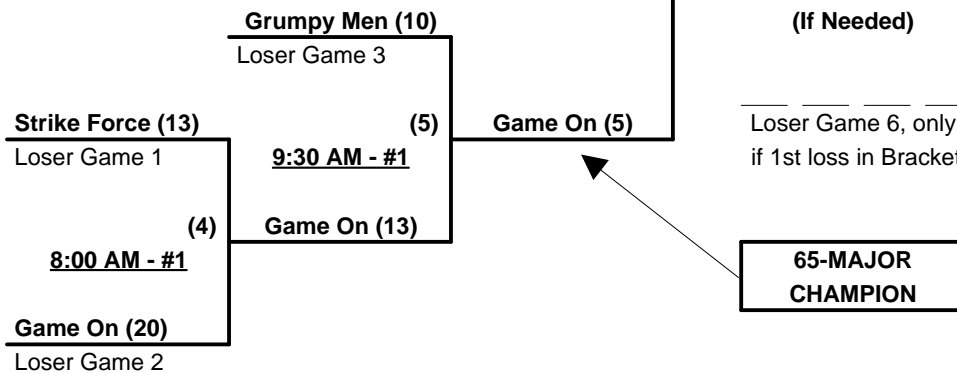 Grumpy Men (10)
Loser Game 3
(If Needed)
Strike Force (13)
Loser Game 1
(5)
9:30 AM - #1
Game On (5)
Loser Game 6, only
if 1st loss in Bracket
(4)
8:00 AM - #1
Game On (13)
65-MAJOR
CHAMPION
Game On (20)
Loser Game 2